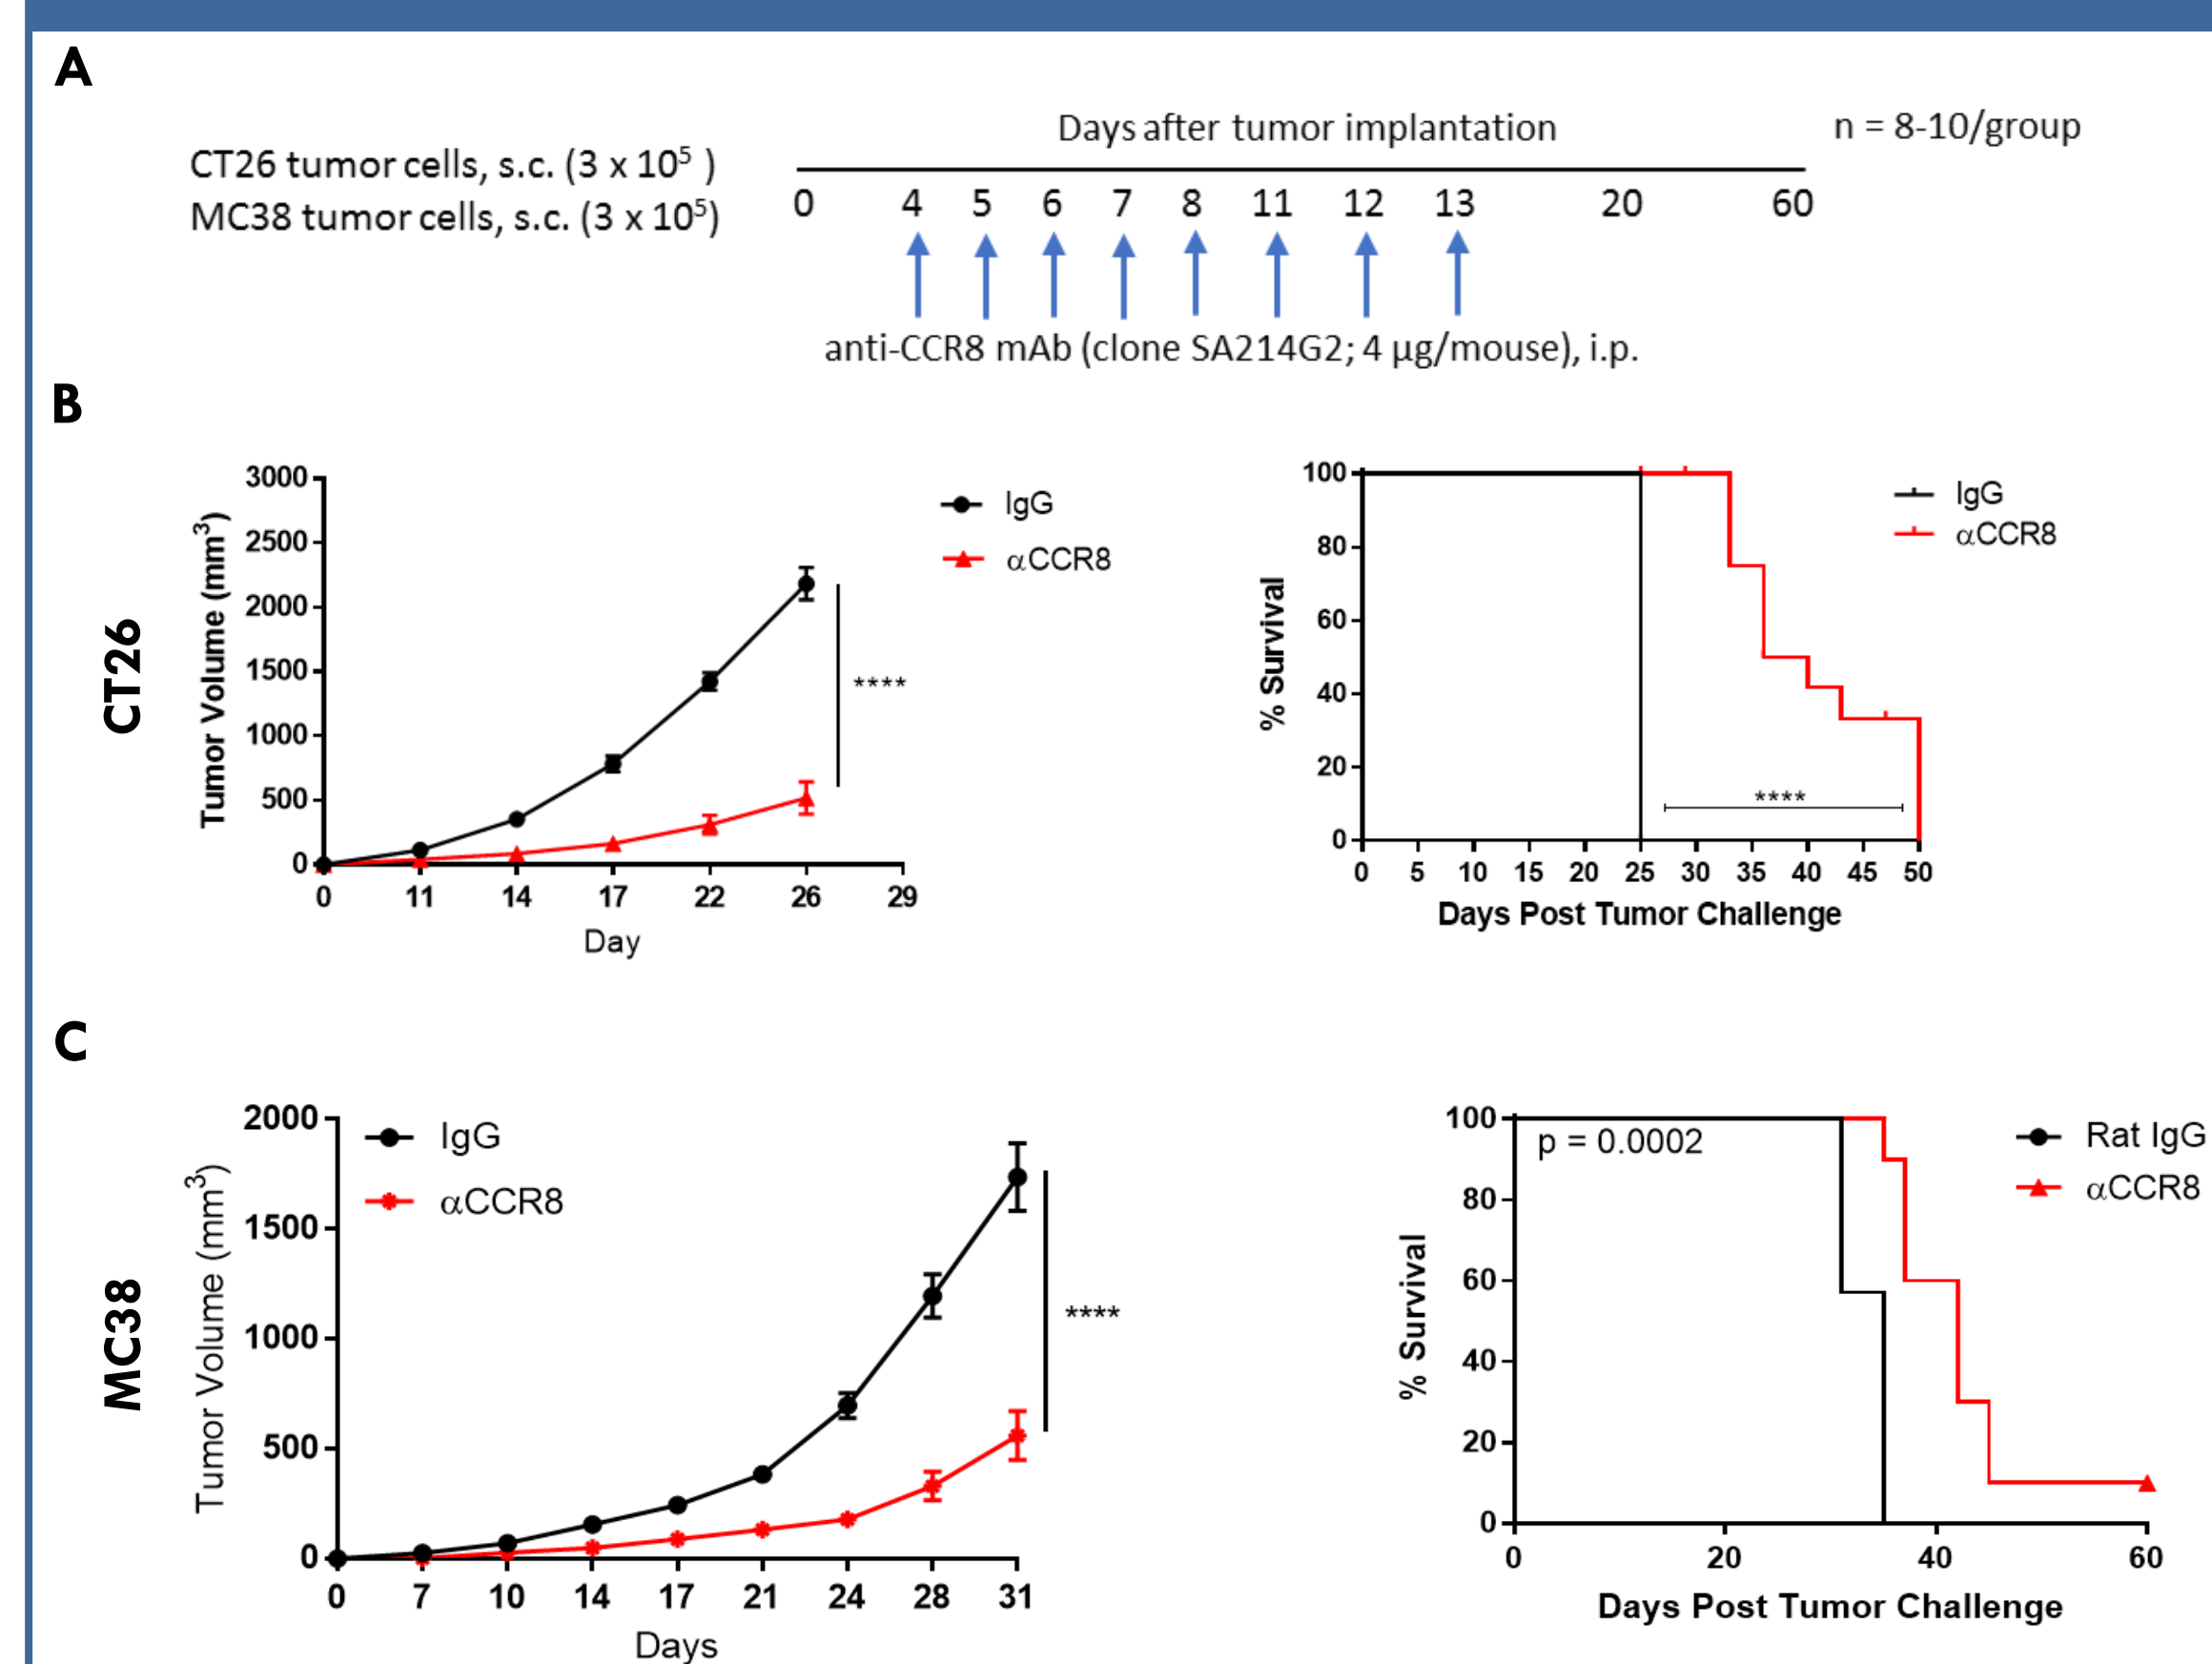 A
Days after tumor implantation
n = 8-10/group
CT26 tumor cells, s.c. (3 x 10⁵ )
MC38 tumor cells, s.c. (3 x 10⁵)
0 4 5 6 7 8 11 12 13 20 60
anti-CCR8 mAb (clone SA214G2; 4 µg/mouse), i.p.
B
CT26
Tumor Volume (mm³)
3000
2500
2000
1500
1000
500
0
0 11 14 17 22 26 29
Day
IgG
αCCR8
****
% Survival
100
80
60
40
20
0
0 5 10 15 20 25 30 35 40 45 50
Days Post Tumor Challenge
IgG
αCCR8
****
C
MC38
Tumor Volume (mm³)
2000
1500
1000
500
0
0 7 10 14 17 21 24 28 31
Days
IgG
αCCR8
****
% Survival
100
80
60
40
20
0
0 20 40 60
Days Post Tumor Challenge
p = 0.0002
Rat IgG
αCCR8